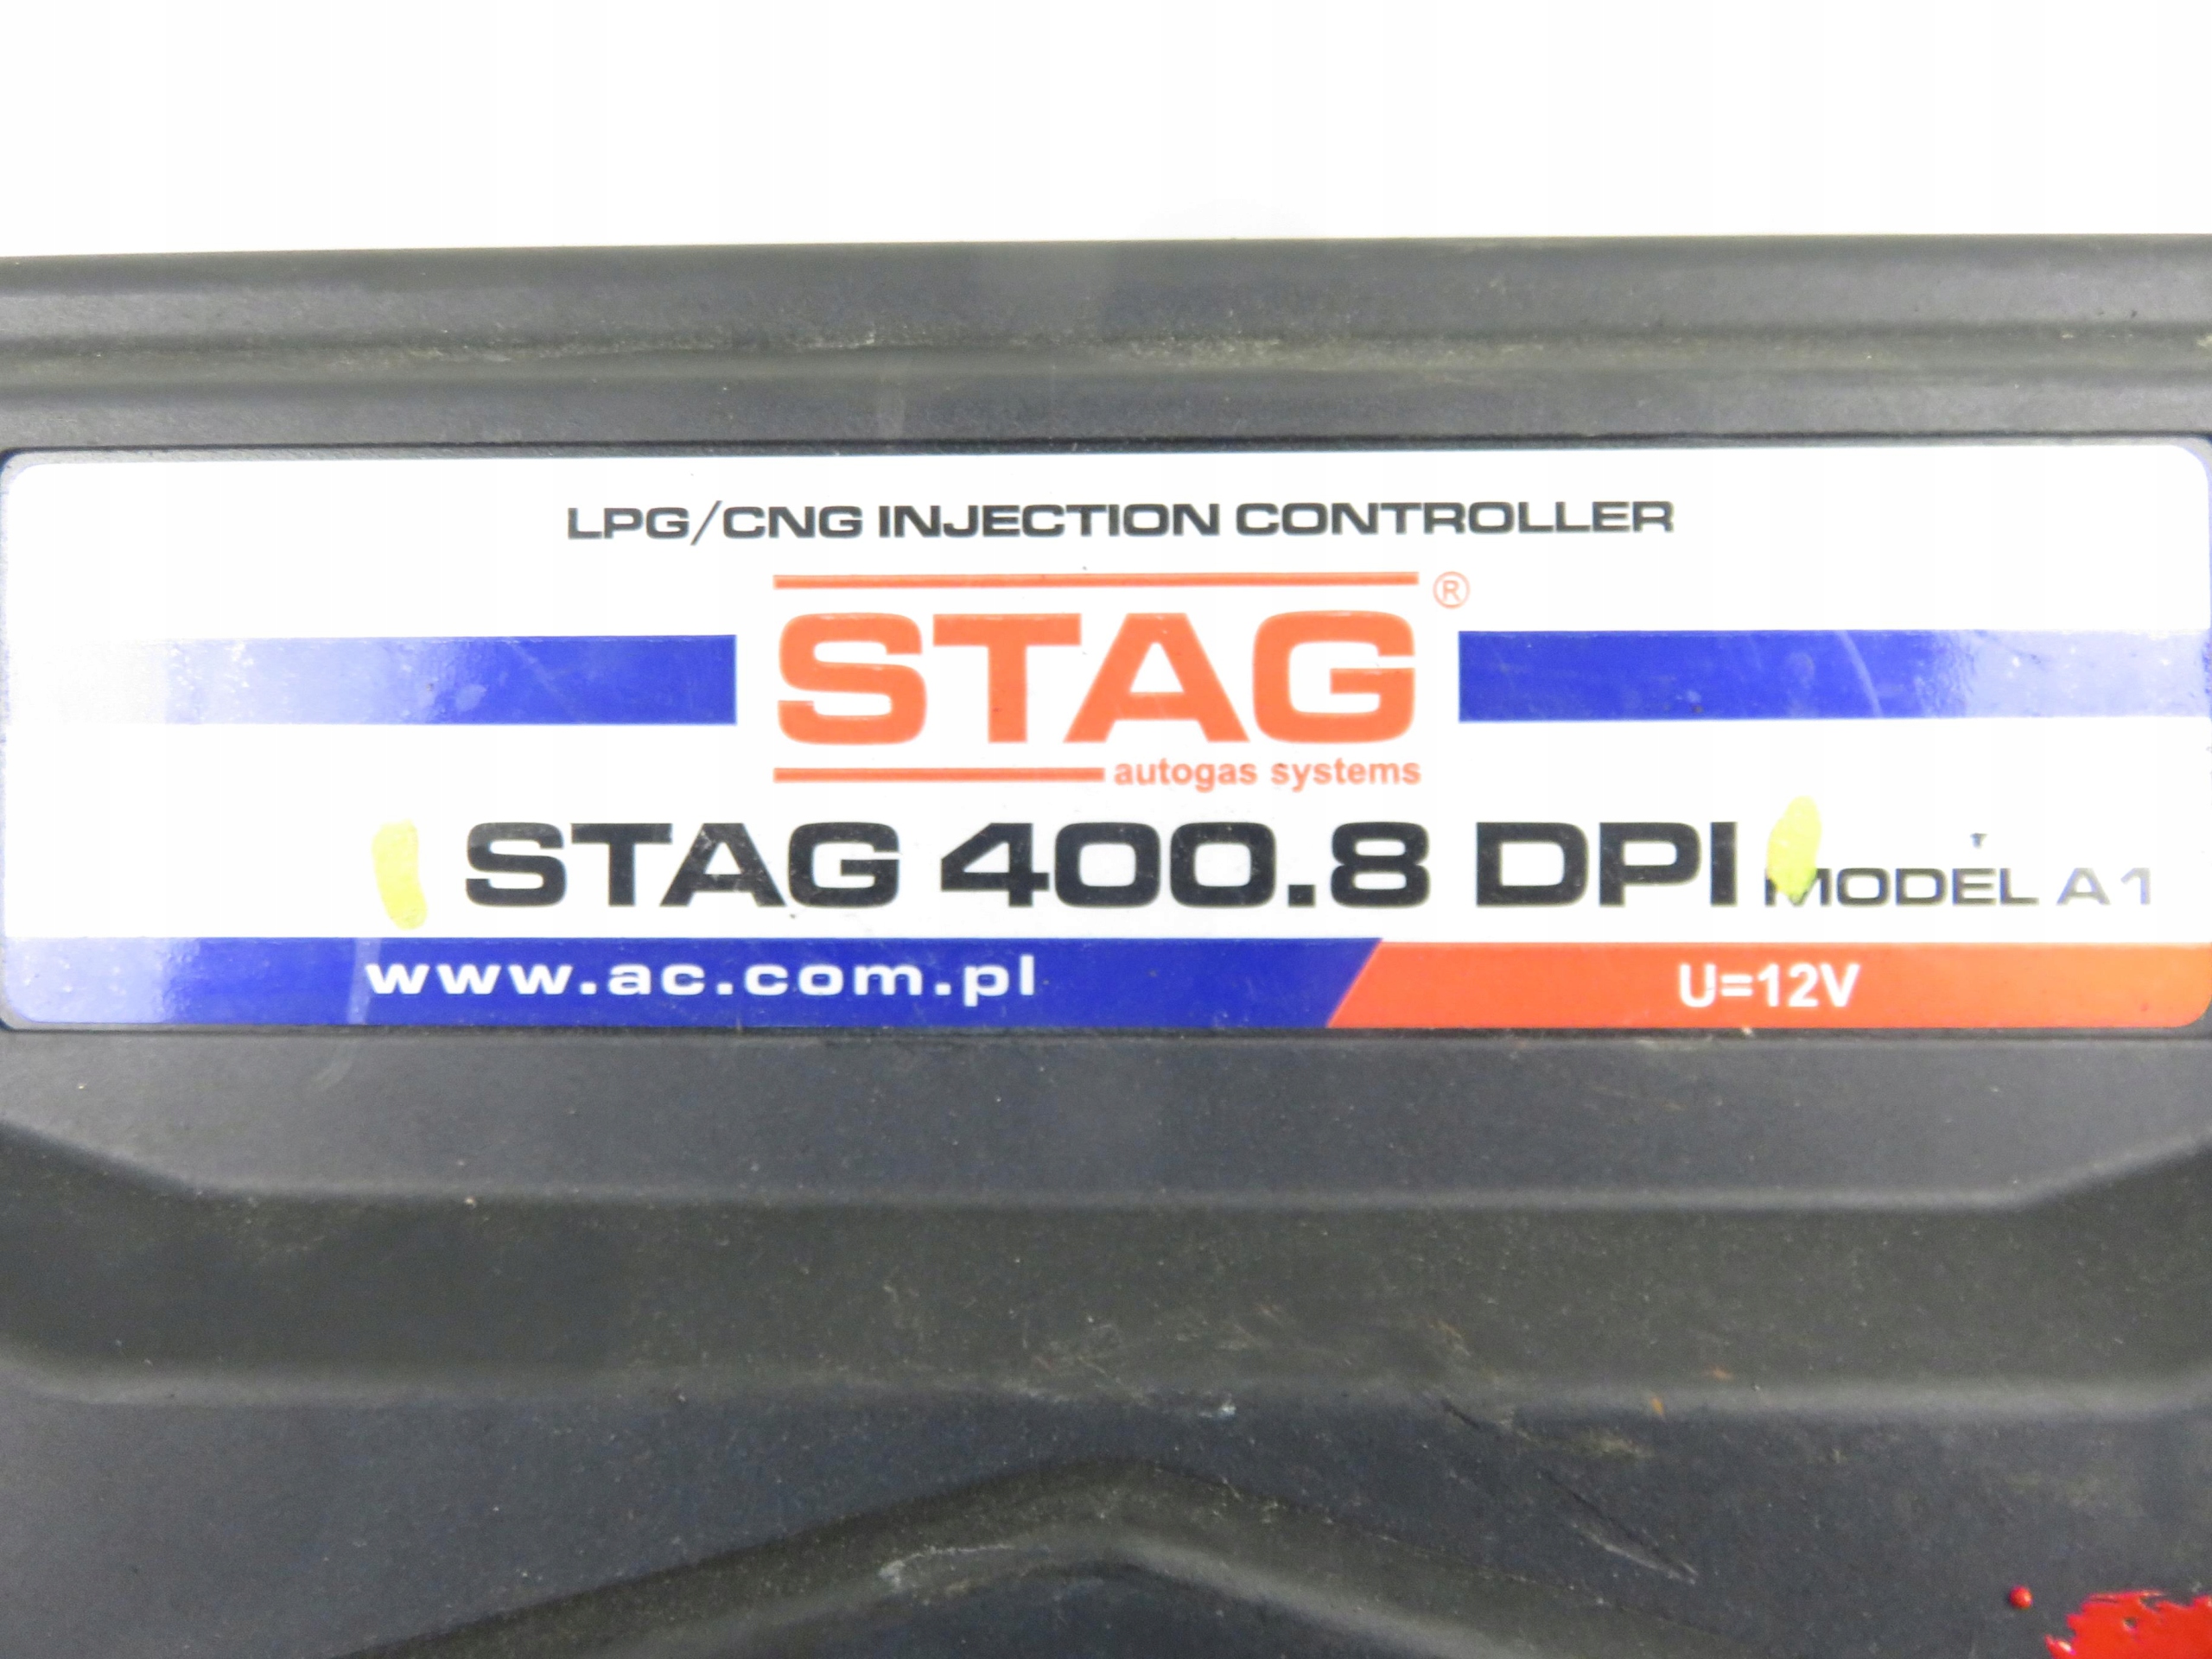 LPG/CNG INJECTION CONTROLLER
STAG®
autogas systems
STAG 400.8 DPI MODEL A1
www.ac.com.pl U=12V